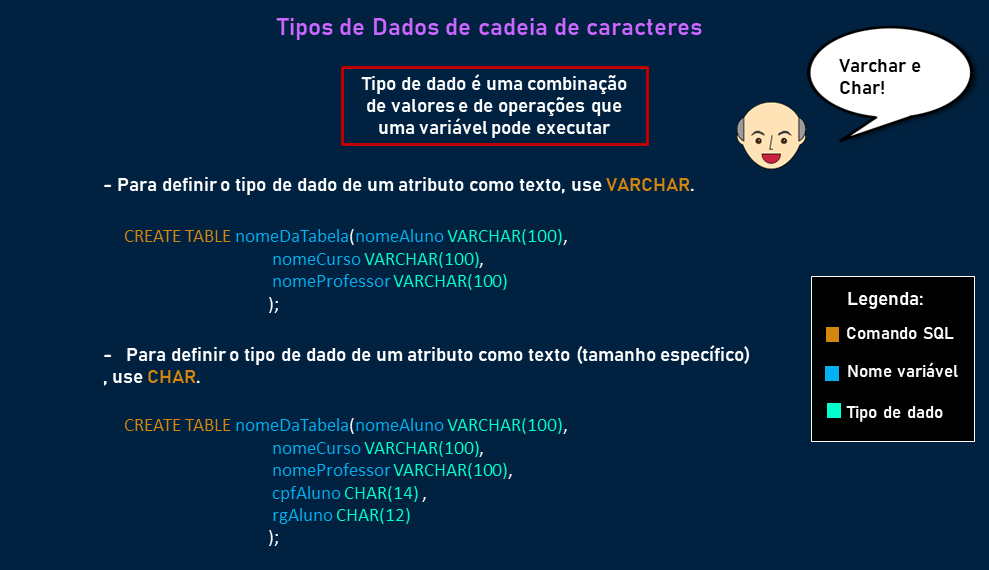 Tipos de Dados de cadeia de caracteres
Varchar e
Char!
Tipo de dado é uma combinação
de valores e de operações que
uma variável pode executar
- Para definir o tipo de dado de um atributo como texto, use VARCHAR.
CREATE TABLE nomeDaTabela(nomeAluno VARCHAR(100),
nomeCurso VARCHAR(100),
nomeProfessor VARCHAR(100)
);
Legenda:
Comando SQL
Nome variável
Tipo de dado
- Para definir o tipo de dado de um atributo como texto (tamanho específico)
, use CHAR.
CREATE TABLE nomeDaTabela(nomeAluno VARCHAR(100),
nomeCurso VARCHAR(100),
nomeProfessor VARCHAR(100),
cpfAluno CHAR(14) ,
rgAluno CHAR(12)
);